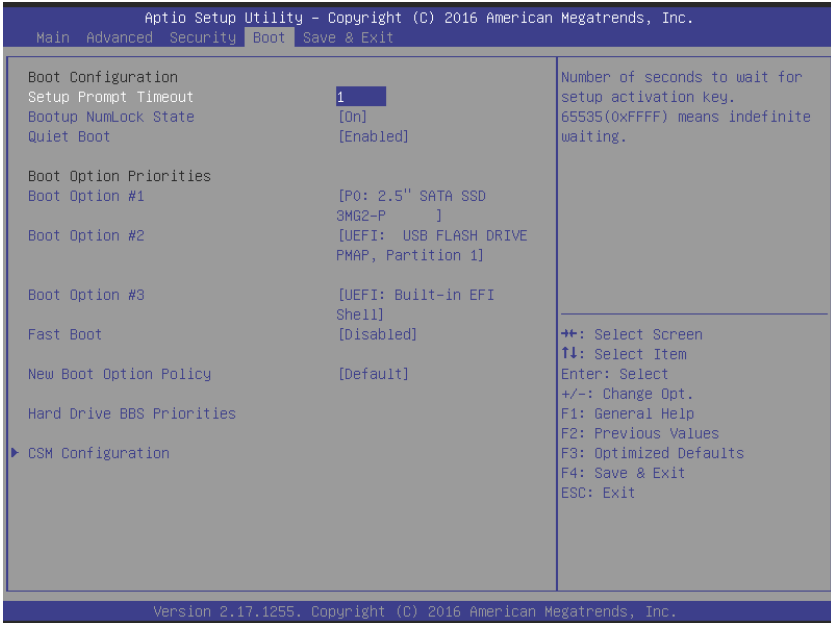 Aptio Setup Utility – Copyright (C) 2016 American Megatrends, Inc.
Main Advanced Security Boot Save & Exit
Boot Configuration
Setup Prompt Timeout 1
Bootup NumLock State [On]
Quiet Boot [Enabled]
Boot Option Priorities
Boot Option #1 [P0: 2.5" SATA SSD
3MG2-P ]
Boot Option #2 [UEFI: USB FLASH DRIVE
PMAP, Partition 1]
Boot Option #3 [UEFI: Built-in EFI
Shell]
Fast Boot [Disabled]
New Boot Option Policy [Default]
Hard Drive BBS Priorities
▶ CSM Configuration
Number of seconds to wait for
setup activation key.
65535(0xFFFF) means indefinite
waiting.
→←: Select Screen
↑↓: Select Item
Enter: Select
+/-: Change Opt.
F1: General Help
F2: Previous Values
F3: Optimized Defaults
F4: Save & Exit
ESC: Exit
Version 2.17.1255. Copyright (C) 2016 American Megatrends, Inc.